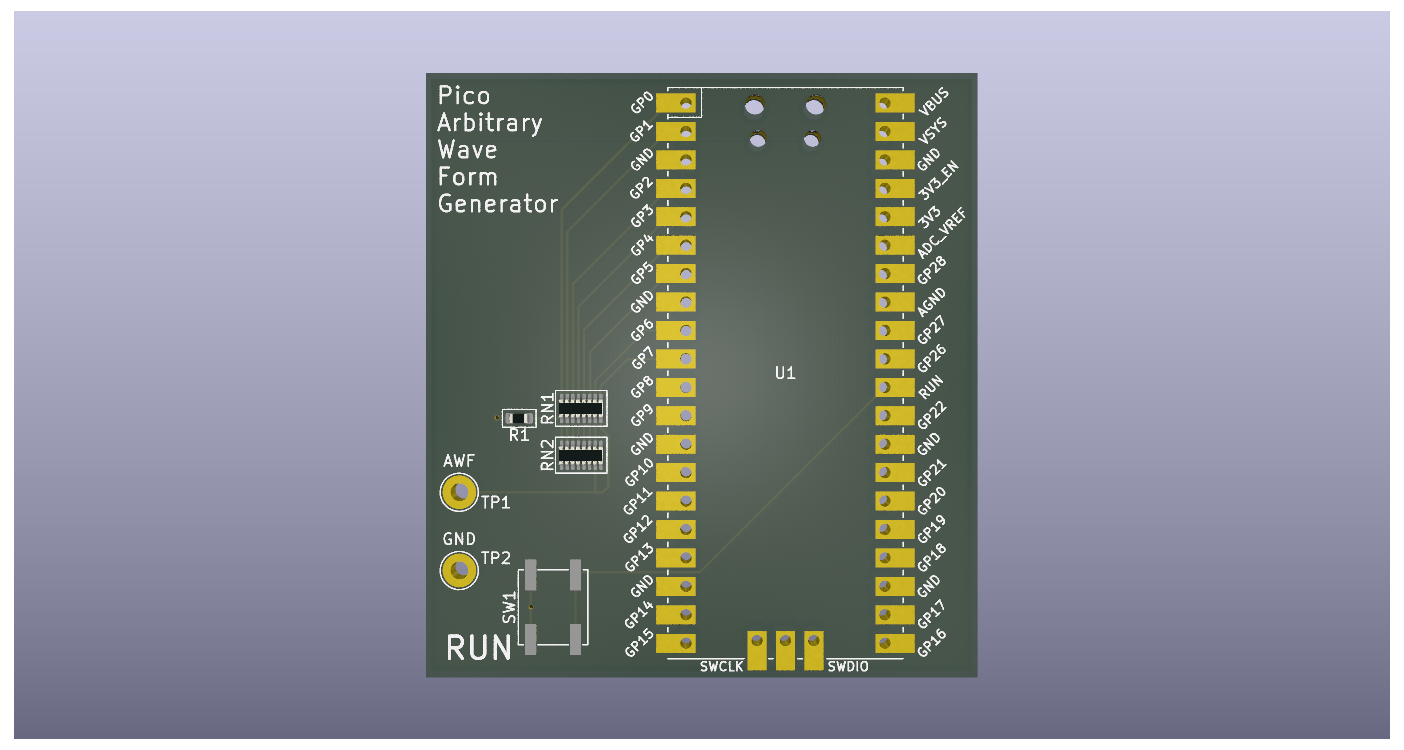 Pico
Arbitrary
Wave
Form
Generator
GP0
GP1
GND
GP2
GP3
GP4
GP5
GND
GP6
GP7
GP8
GP9
GND
GP10
GP11
GP12
GP13
GND
GP14
GP15
VBUS
VSYS
GND
3V3_EN
3V3
ADC_VREF
GP28
AGND
GP27
GP26
RUN
GP22
GND
GP21
GP20
GP19
GP18
GND
GP17
GP16
U1
RN1
R1
RN2
AWF
TP1
GND
TP2
SW1
RUN
SWCLK
SWDIO